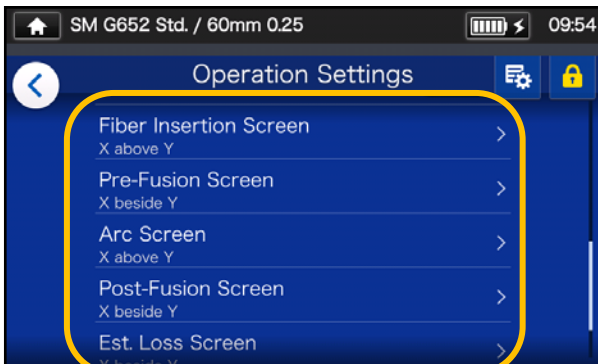 SM G652 Std. / 60mm 0.25
09:54
Operation Settings
Fiber Insertion Screen
X above Y
Pre-Fusion Screen
X beside Y
Arc Screen
X above Y
Post-Fusion Screen
X beside Y
Est. Loss Screen
X beside Y